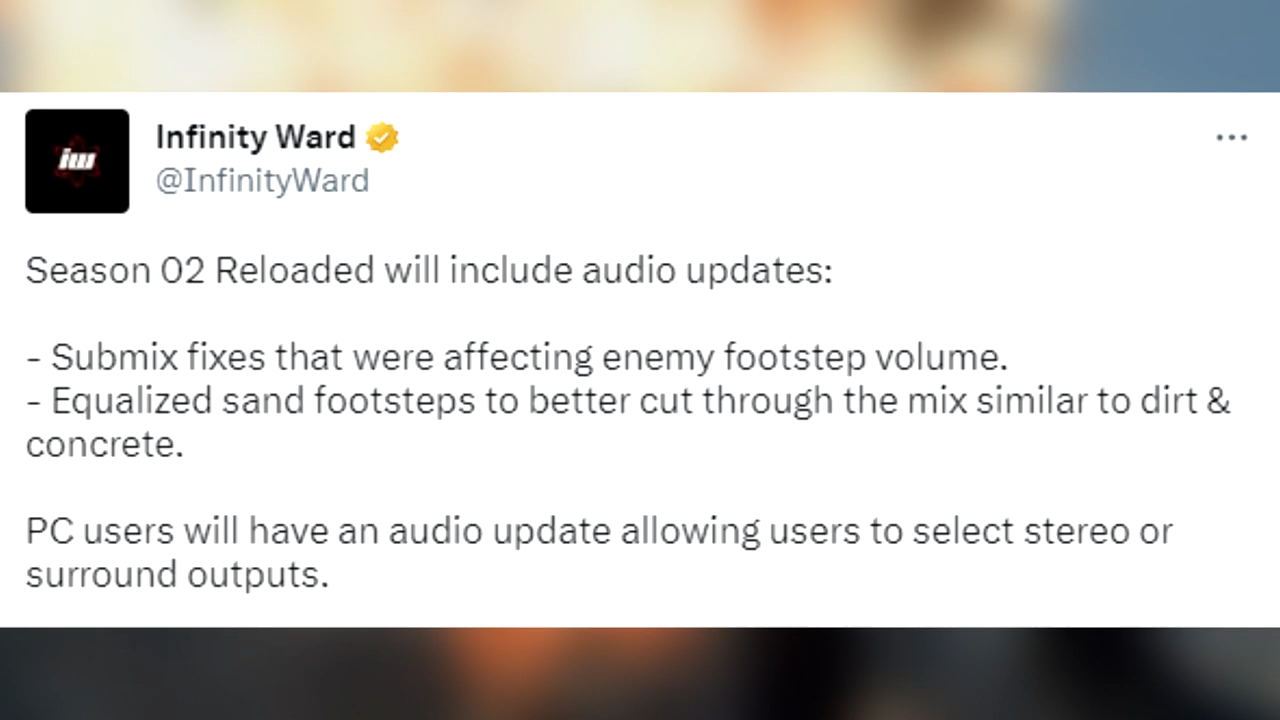 iw
Infinity Ward
@InfinityWard
Season 02 Reloaded will include audio updates:
- Submix fixes that were affecting enemy footstep volume.
- Equalized sand footsteps to better cut through the mix similar to dirt &
concrete.
PC users will have an audio update allowing users to select stereo or
surround outputs.